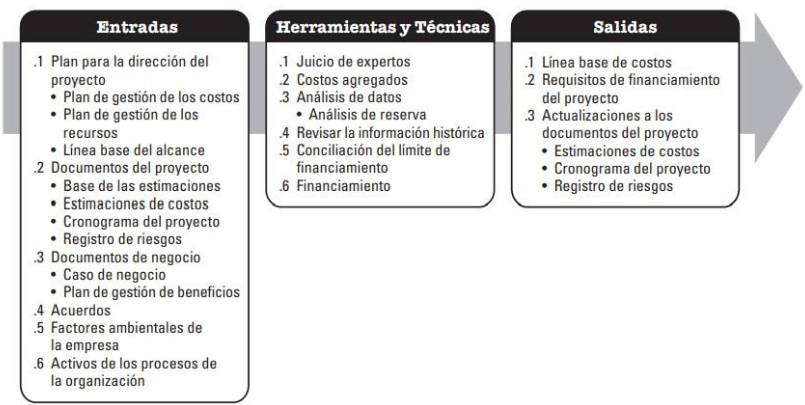 Entradas
.1 Plan para la dirección del
proyecto
• Plan de gestión de los costos
• Plan de gestión de los
recursos
• Línea base del alcance
.2 Documentos del proyecto
• Base de las estimaciones
• Estimaciones de costos
• Cronograma del proyecto
• Registro de riesgos
.3 Documentos de negocio
• Caso de negocio
• Plan de gestión de beneficios
.4 Acuerdos
.5 Factores ambientales de
la empresa
.6 Activos de los procesos de
la organización
Herramientas y Técnicas
.1 Juicio de expertos
.2 Costos agregados
.3 Análisis de datos
• Análisis de reserva
.4 Revisar la información histórica
.5 Conciliación del límite de
financiamiento
.6 Financiamiento
Salidas
.1 Línea base de costos
.2 Requisitos de financiamiento
del proyecto
.3 Actualizaciones a los
documentos del proyecto
• Estimaciones de costos
• Cronograma del proyecto
• Registro de riesgos